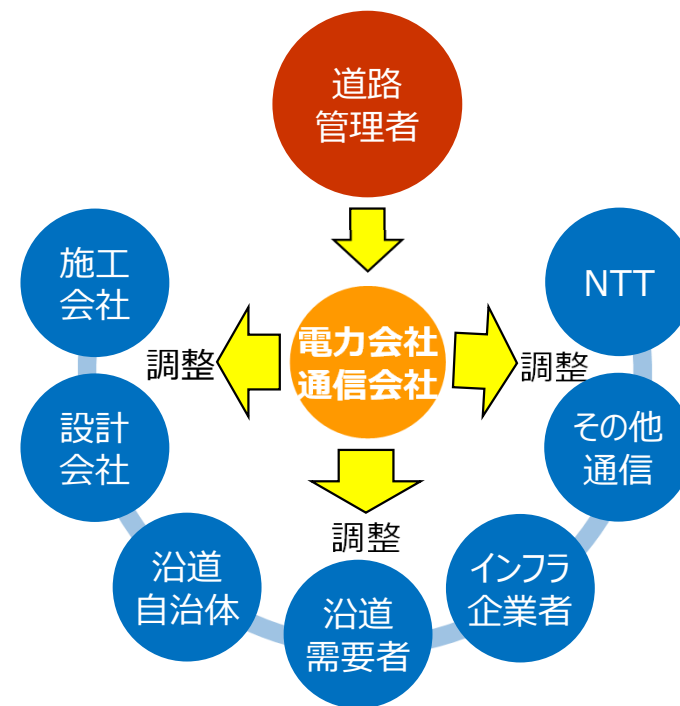 道路
管理者
施工
会社
NTT
電力会社
通信会社
調整
調整
設計
会社
その他
通信
調整
沿道
自治体
インフラ
企業者
沿道
需要者